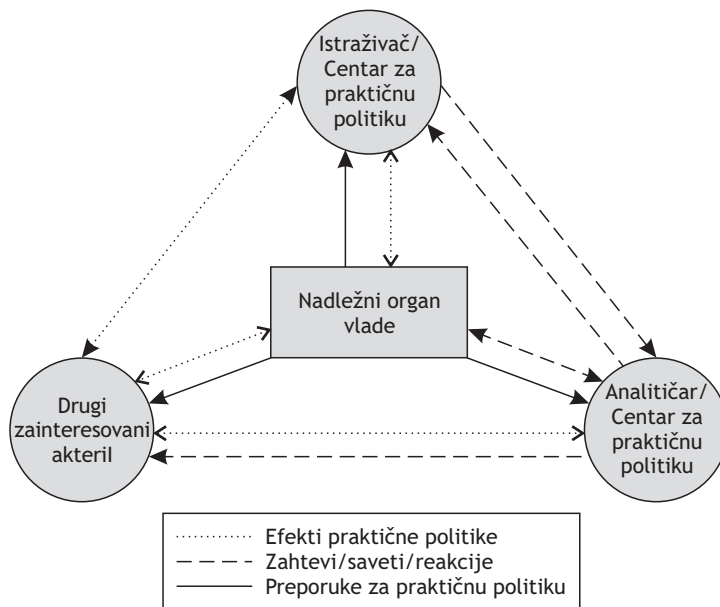 Istraživač/
Centar za
praktičnu
politiku
Nadležni organ
vlade
Drugi
zainteresovani
akteriI
Analitičar/
Centar za
praktičnu
politiku
Efekti praktične politike
Zahtevi/saveti/reakcije
Preporuke za praktičnu politiku